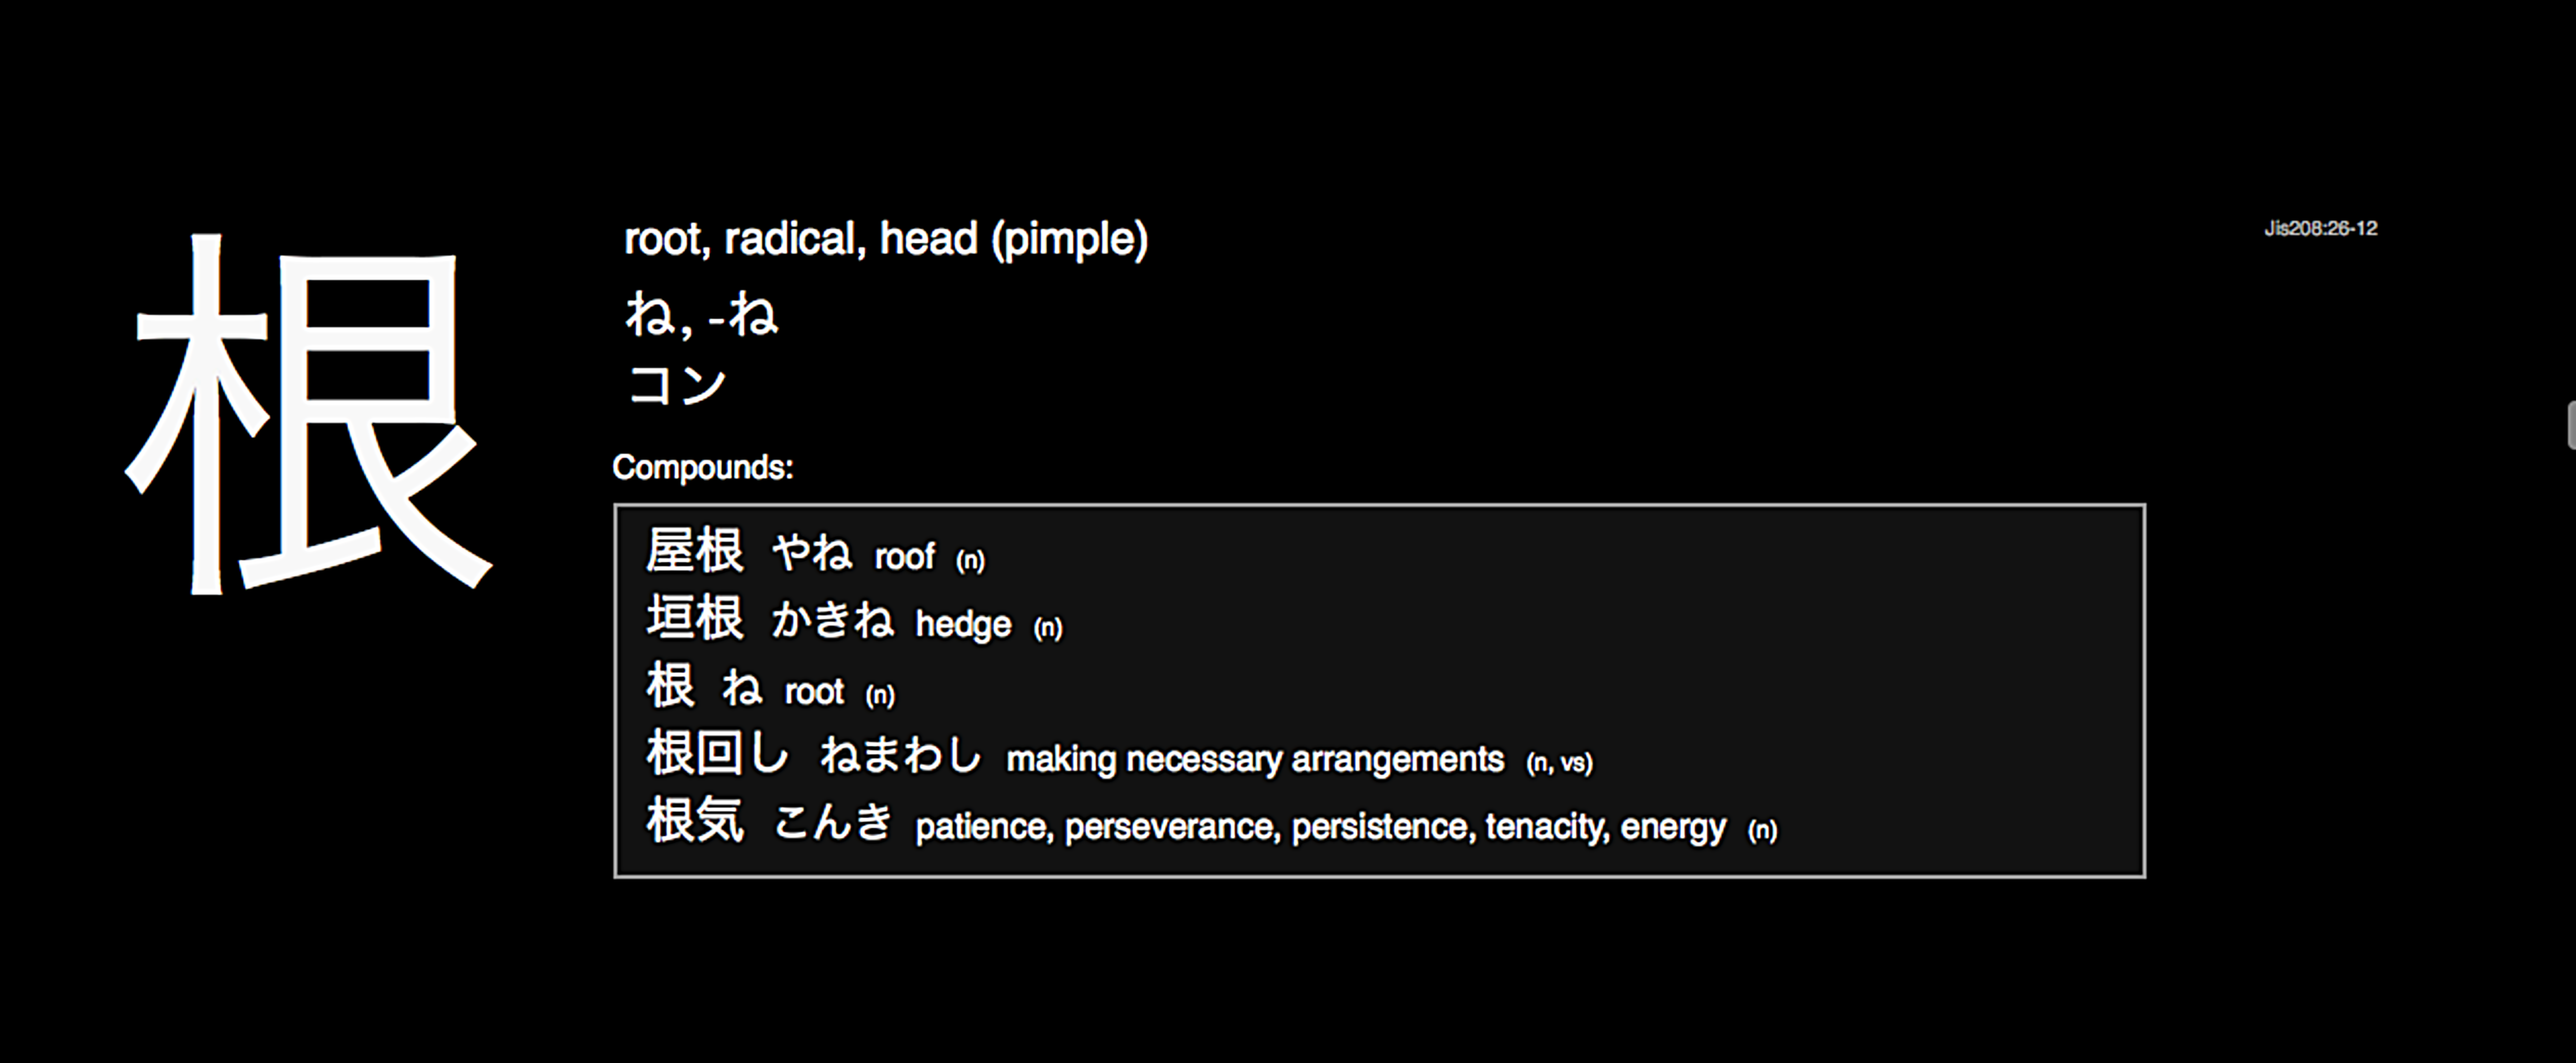 根
root, radical, head (pimple)
Jis208:26-12
ね, -ね
コン
Compounds:
屋根 やね roof (n)
垣根 かきね hedge (n)
根 ね root (n)
根回し ねまわし making necessary arrangements (n, vs)
根気 こんき patience, perseverance, persistence, tenacity, energy (n)